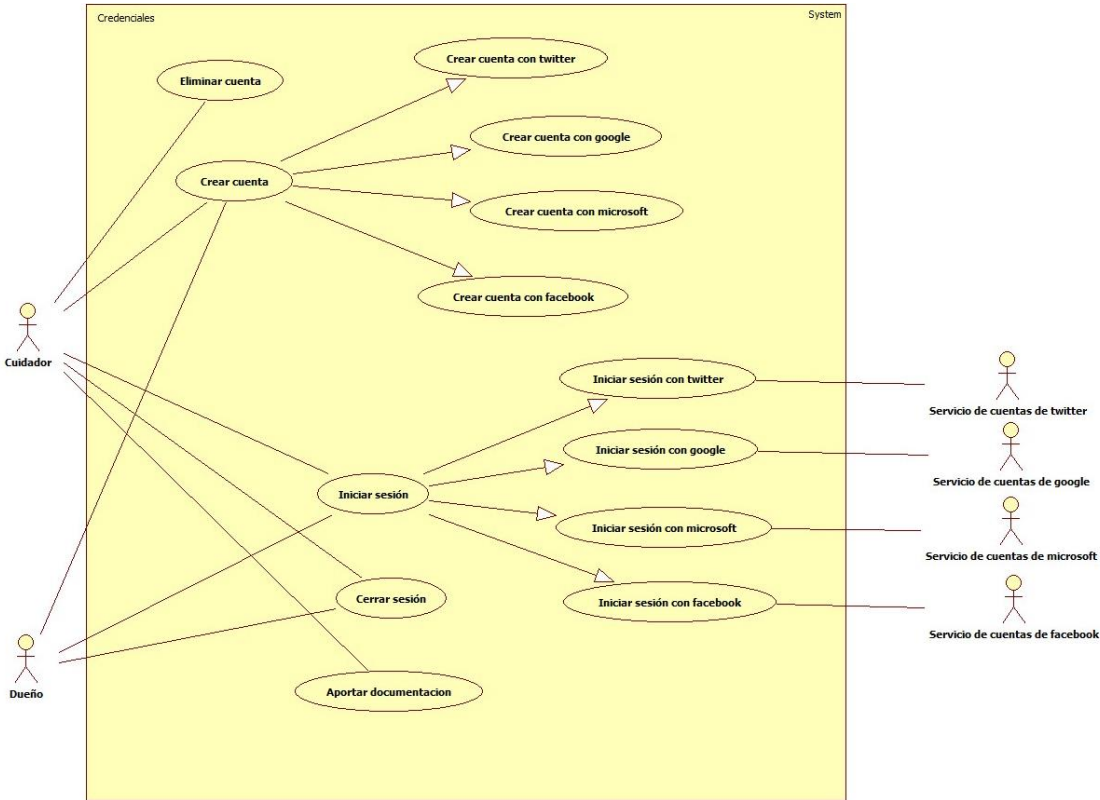 Credenciales
System
Crear cuenta con twitter
Eliminar cuenta
Crear cuenta con google
Crear cuenta
Crear cuenta con microsoft
Crear cuenta con facebook
Cuidador
Iniciar sesión con twitter
Servicio de cuentas de twitter
Iniciar sesión con google
Servicio de cuentas de google
Iniciar sesión
Iniciar sesión con microsoft
Servicio de cuentas de microsoft
Cerrar sesión
Iniciar sesión con facebook
Servicio de cuentas de facebook
Dueño
Aportar documentacion